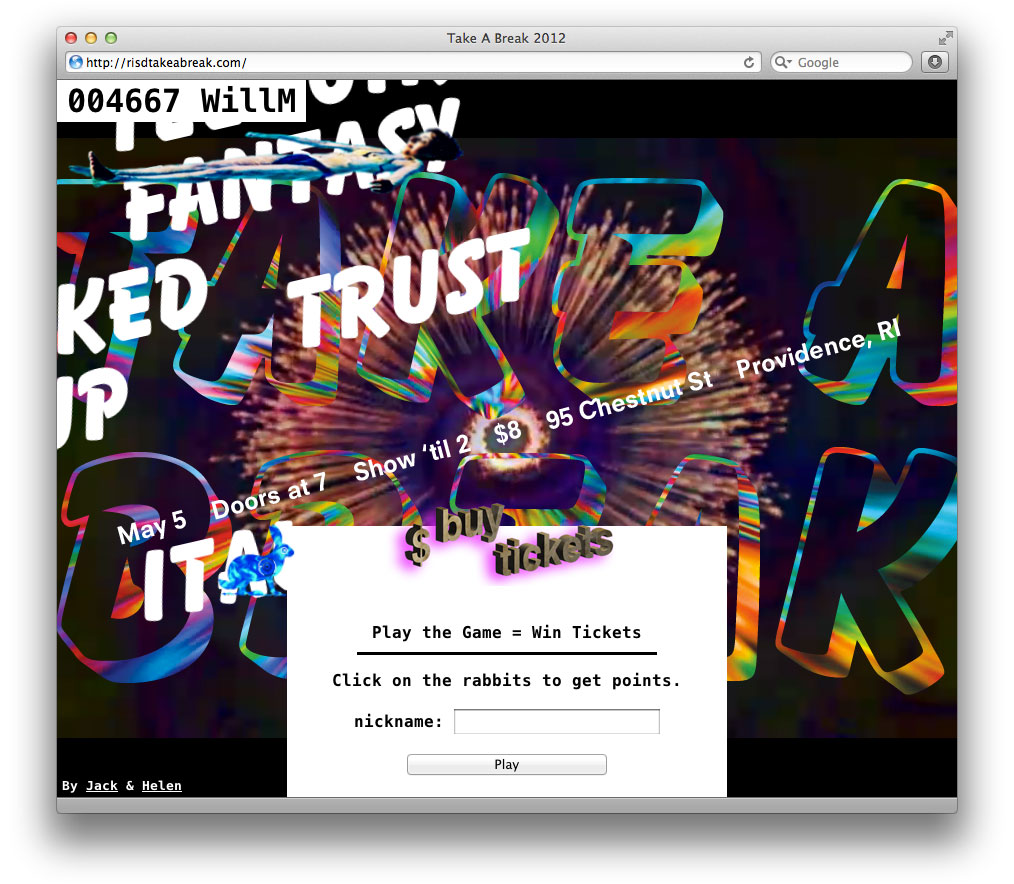 Take A Break 2012
http://risdtakeabreak.com/
Google
004667 WillM
FANTASY
TRUST
KED
UP
TAKE A
BREAK
May 5 Doors at 7 Show ‘til 2 $8 95 Chestnut St Providence, RI
$ buy
tickets
Play the Game = Win Tickets
Click on the rabbits to get points.
nickname:
Play
By Jack & Helen